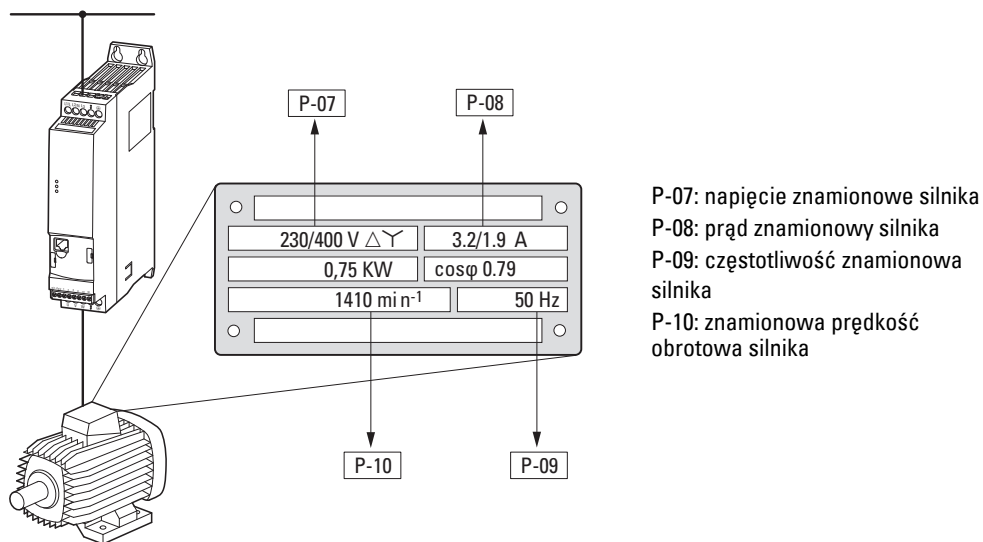 P-07
P-08
230/400 V △Y
3.2/1.9 A
0,75 KW
cosφ 0.79
1410 min-1
50 Hz
P-10
P-09
P-07: napięcie znamionowe silnika
P-08: prąd znamionowy silnika
P-09: częstotliwość znamionowa
silnika
P-10: znamionowa prędkość
obrotowa silnika